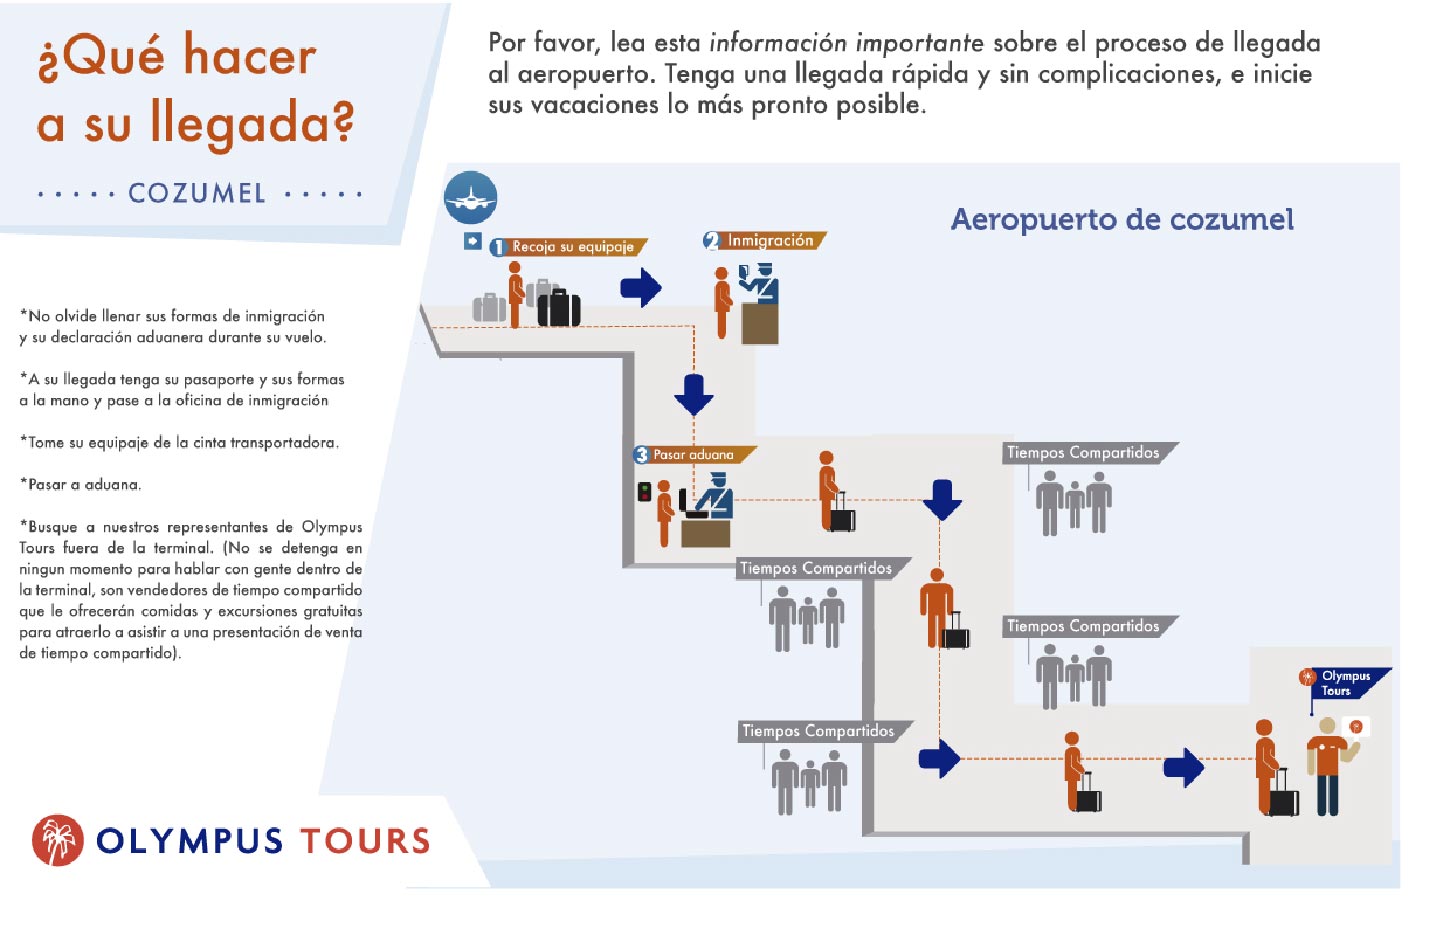 ¿Qué hacer
a su llegada?
COZUMEL
Por favor, lea esta información importante sobre el proceso de llegada
al aeropuerto. Tenga una llegada rápida y sin complicaciones, e inicie
sus vacaciones lo más pronto posible.
*No olvide llenar sus formas de inmigración
y su declaración aduanera durante su vuelo.
*A su llegada tenga su pasaporte y sus formas
a la mano y pase a la oficina de inmigración
*Tome su equipaje de la cinta transportadora.
*Pasar a aduana.
*Busque a nuestros representantes de Olympus
Tours fuera de la terminal. (No se detenga en
ningun momento para hablar con gente dentro de
la terminal, son vendedores de tiempo compartido
que le ofrecerán comidas y excursiones gratuitas
para atraerlo a asistir a una presentación de venta
de tiempo compartido).
OLYMPUS TOURS
Aeropuerto de cozumel
1 Recoja su equipaje
2 Inmigración
3 Pasar aduana
Tiempos Compartidos
Tiempos Compartidos
Tiempos Compartidos
Tiempos Compartidos
Olympus
Tours